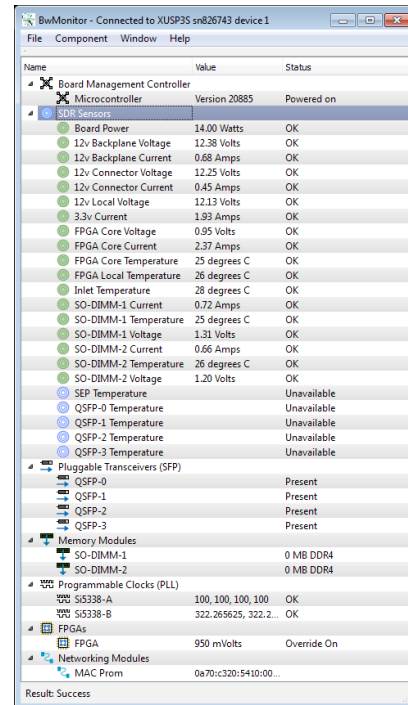 BwMonitor - Connected to XUSP3S sn826743 device 1
File Component Window Help
Name Value Status
Board Management Controller
Microcontroller Version 20885 Powered on
SDR Sensors
Board Power 14.00 Watts OK
12v Backplane Voltage 12.38 Volts OK
12v Backplane Current 0.68 Amps OK
12v Connector Voltage 12.25 Volts OK
12v Connector Current 0.45 Amps OK
12v Local Voltage 12.13 Volts OK
3.3v Current 1.93 Amps OK
FPGA Core Voltage 0.95 Volts OK
FPGA Core Current 2.37 Amps OK
FPGA Core Temperature 25 degrees C OK
FPGA Local Temperature 26 degrees C OK
Inlet Temperature 28 degrees C OK
SO-DIMM-1 Current 0.72 Amps OK
SO-DIMM-1 Temperature 25 degrees C OK
SO-DIMM-1 Voltage 1.31 Volts OK
SO-DIMM-2 Current 0.66 Amps OK
SO-DIMM-2 Temperature 26 degrees C OK
SO-DIMM-2 Voltage 1.20 Volts OK
SEP Temperature Unavailable
QSFP-0 Temperature Unavailable
QSFP-1 Temperature Unavailable
QSFP-2 Temperature Unavailable
QSFP-3 Temperature Unavailable
Pluggable Transceivers (SFP)
QSFP-0 Present
QSFP-1 Present
QSFP-2 Present
QSFP-3 Present
Memory Modules
SO-DIMM-1 0 MB DDR4
SO-DIMM-2 0 MB DDR4
Programmable Clocks (PLL)
Si5338-A 100, 100, 100, 100 OK
Si5338-B 322.265625, 322.2... OK
FPGAs
FPGA 950 mVolts Override On
Networking Modules
MAC Prom 0a70:c320:5410:00...
Result: Success